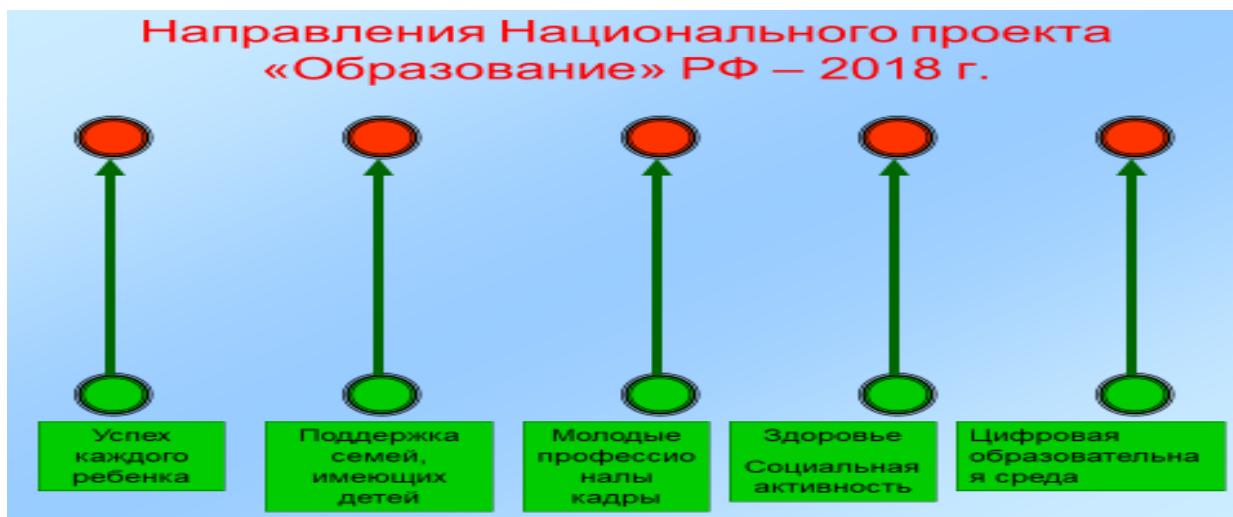 Направления Национального проекта
«Образование» РФ – 2018 г.
Успех
каждого
ребенка
Поддержка
семей,
имеющих
детей
Молодые
профессио
налы
кадры
Здоровье
Социальная
активность
Цифровая
образовательна
я среда